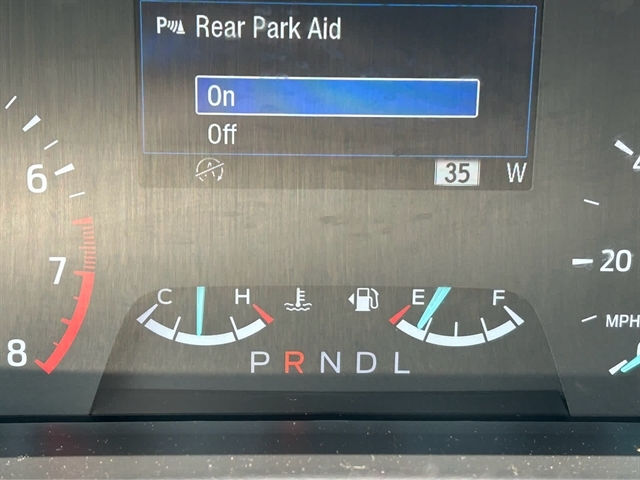 P Rear Park Aid
On
Off
35 W
6
7
8
20
MPH
C H E F
P R N D L